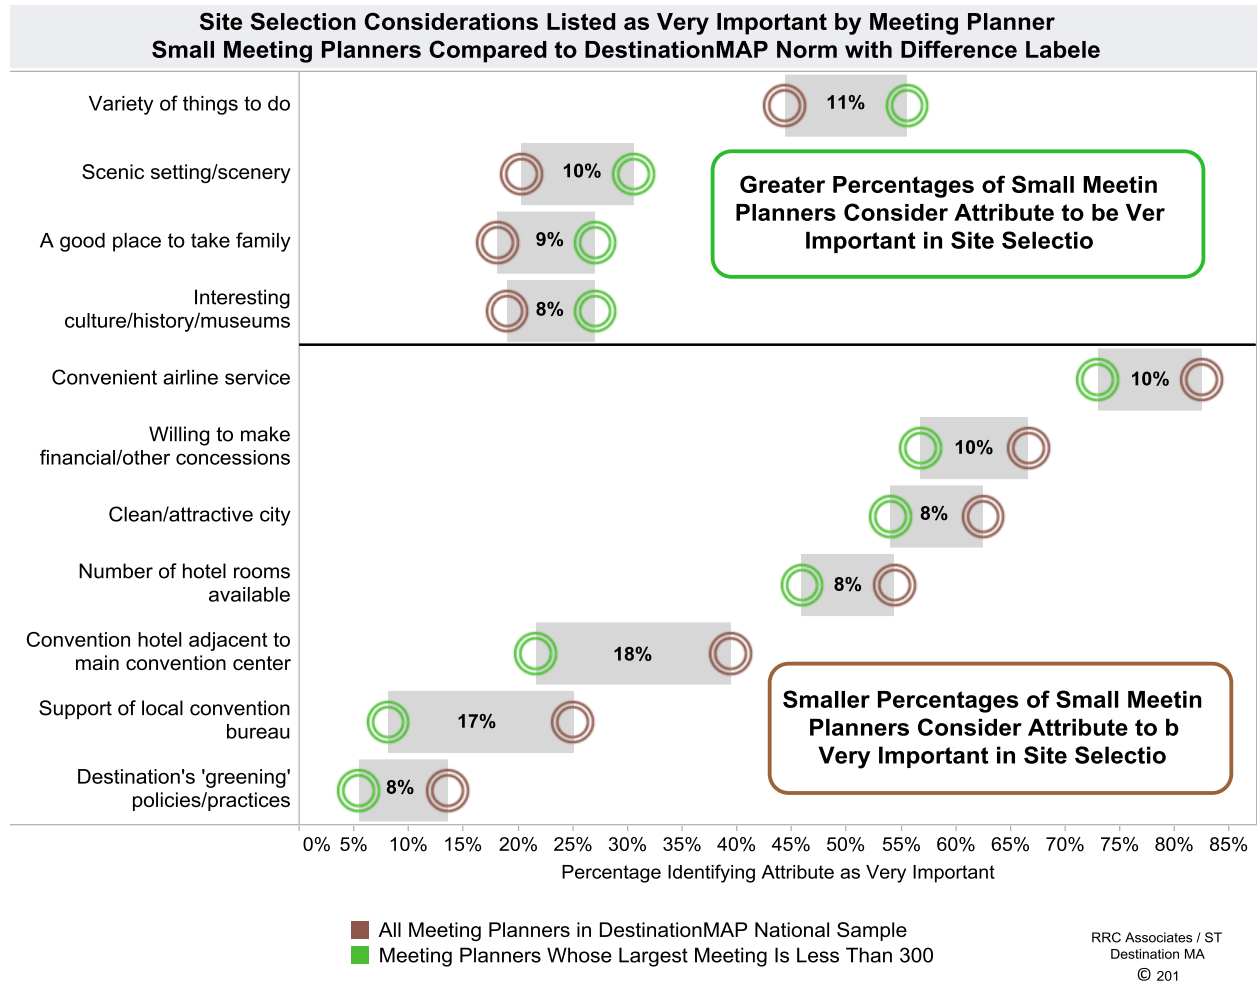 Site Selection Considerations Listed as Very Important by Meeting Planner
Small Meeting Planners Compared to DestinationMAP Norm with Difference Labele
Variety of things to do
11%
Scenic setting/scenery
10%
Greater Percentages of Small Meetin
Planners Consider Attribute to be Ver
Important in Site Selectio
A good place to take family
9%
Interesting
culture/history/museums
8%
Convenient airline service
10%
Willing to make
financial/other concessions
10%
Clean/attractive city
8%
Number of hotel rooms
available
8%
Convention hotel adjacent to
main convention center
18%
Smaller Percentages of Small Meetin
Planners Consider Attribute to b
Very Important in Site Selectio
Support of local convention
bureau
17%
Destination's 'greening'
policies/practices
8%
0% 5% 10% 15% 20% 25% 30% 35% 40% 45% 50% 55% 60% 65% 70% 75% 80% 85%
Percentage Identifying Attribute as Very Important
All Meeting Planners in DestinationMAP National Sample
Meeting Planners Whose Largest Meeting Is Less Than 300
RRC Associates / ST
Destination MA
© 201